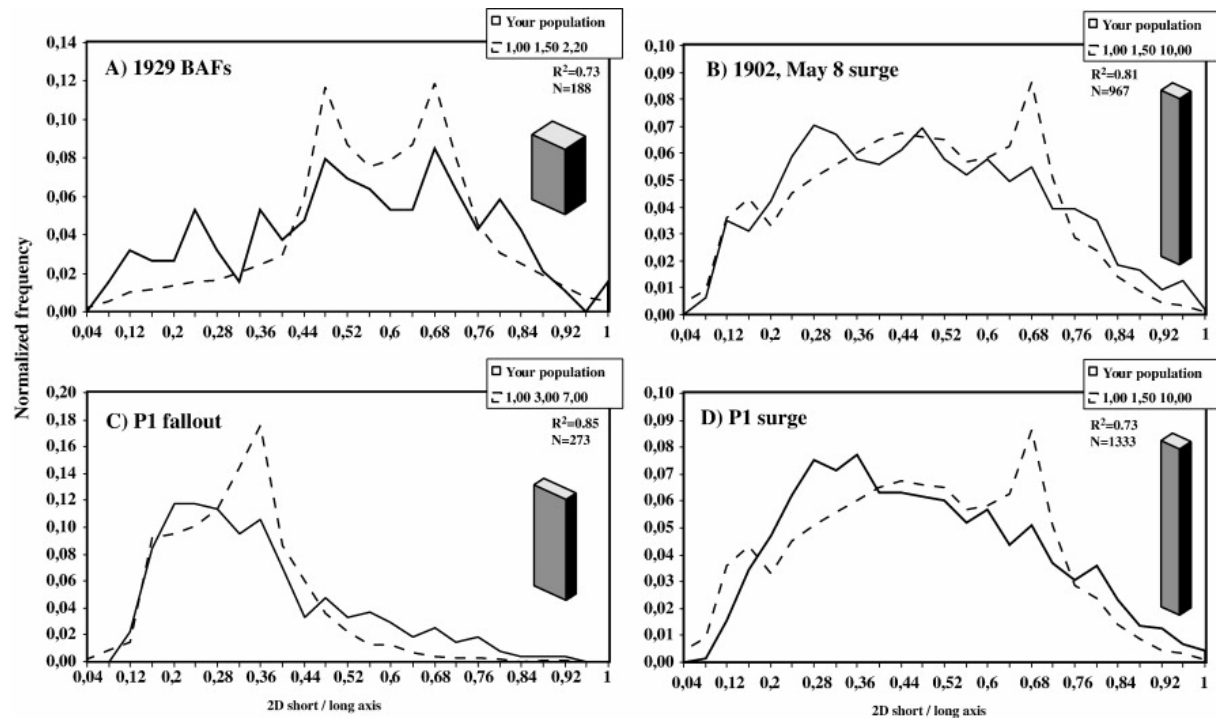 Normalized frequency
Your population
1,00 1,50 2,20
A) 1929 BAFs
R²=0.73
N=188
0,14
0,12
0,10
0,08
0,06
0,04
0,02
0,00
0,04 0,12 0,2 0,28 0,36 0,44 0,52 0,6 0,68 0,76 0,84 0,92 1
Your population
1,00 1,50 10,00
B) 1902, May 8 surge
R²=0.81
N=967
0,10
0,09
0,08
0,07
0,06
0,05
0,04
0,03
0,02
0,01
0,00
0,04 0,12 0,2 0,28 0,36 0,44 0,52 0,6 0,68 0,76 0,84 0,92 1
Your population
1,00 3,00 7,00
C) P1 fallout
R²=0.85
N=273
0,20
0,18
0,16
0,14
0,12
0,10
0,08
0,06
0,04
0,02
0,00
0,04 0,12 0,2 0,28 0,36 0,44 0,52 0,6 0,68 0,76 0,84 0,92 1
2D short / long axis
Your population
1,00 1,50 10,00
D) P1 surge
R²=0.73
N=1333
0,10
0,09
0,08
0,07
0,06
0,05
0,04
0,03
0,02
0,01
0,00
0,04 0,12 0,2 0,28 0,36 0,44 0,52 0,6 0,68 0,76 0,84 0,92 1
2D short / long axis